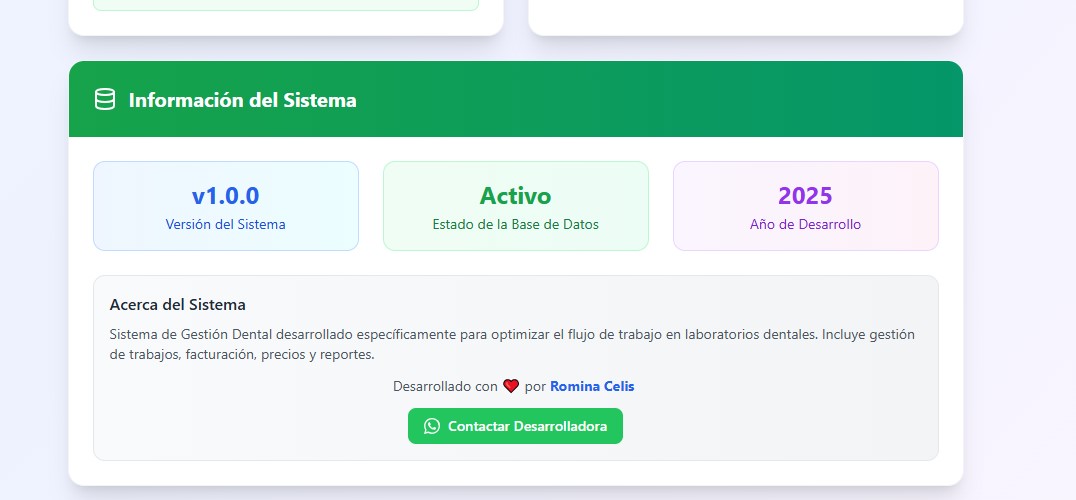 Información del Sistema
v1.0.0
Versión del Sistema
Activo
Estado de la Base de Datos
2025
Año de Desarrollo
Acerca del Sistema
Sistema de Gestión Dental desarrollado específicamente para optimizar el flujo de trabajo en laboratorios dentales. Incluye gestión
de trabajos, facturación, precios y reportes.
Desarrollado con ❤️ por Romina Celis
Contactar Desarrolladora